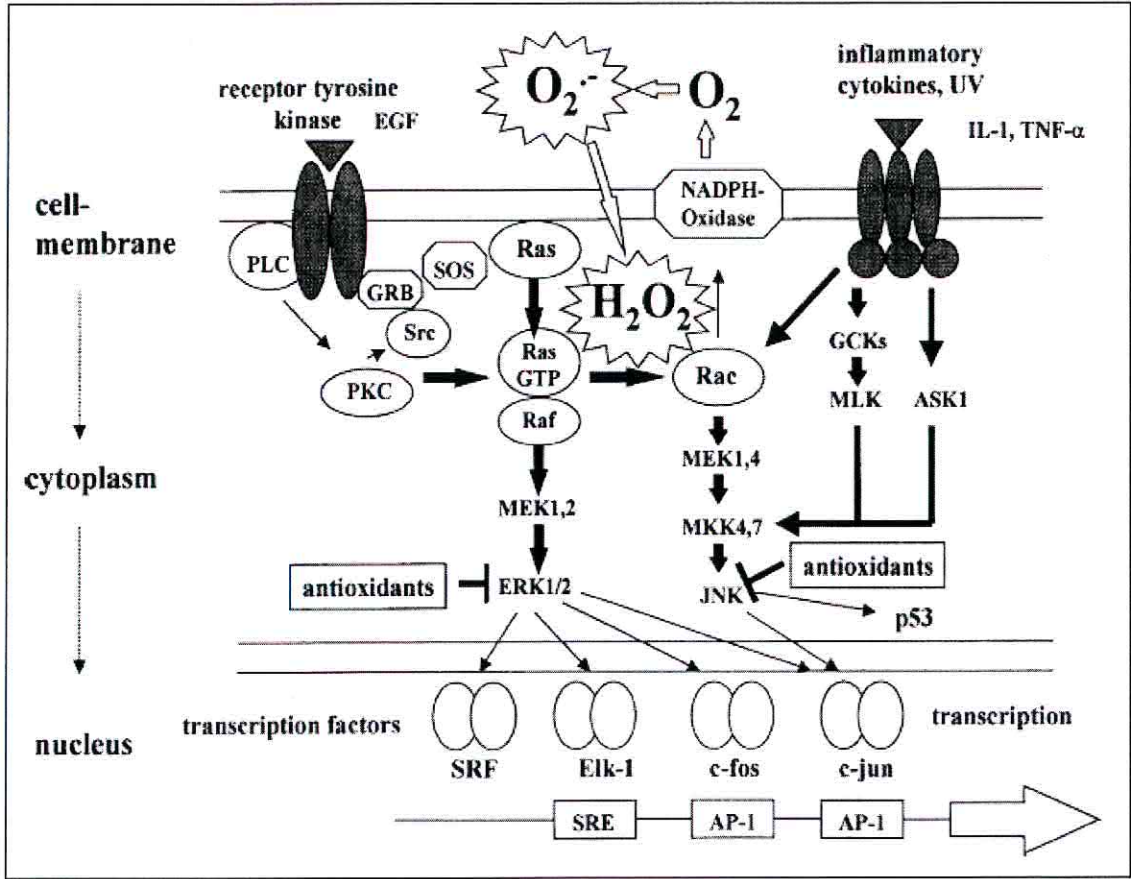 receptor tyrosine
kinase
EGF
O₂·⁻
O₂
inflammatory
cytokines, UV
IL-1, TNF-α
cell-
membrane
NADPH-
Oxidase
PLC
GRB
SOS
Ras
Src
PKC
Ras
GTP
Raf
H₂O₂
Rac
GCKs
MLK
ASK1
cytoplasm
MEK1,2
MEK1,4
MKK4,7
antioxidants
ERK1/2
JNK
antioxidants
p53
nucleus
transcription factors
transcription
SRF
Elk-1
c-fos
c-jun
SRE
AP-1
AP-1